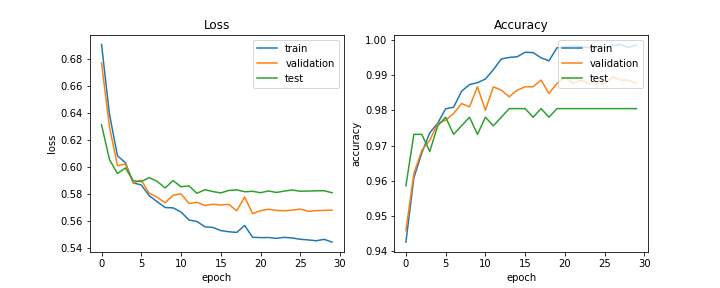 Loss
0.68
0.66
0.64
0.62
0.60
0.58
0.56
0.54
loss
0 5 10 15 20 25 30
epoch
train
validation
test
Accuracy
1.00
0.99
0.98
0.97
0.96
0.95
0.94
accuracy
0 5 10 15 20 25 30
epoch
train
validation
test